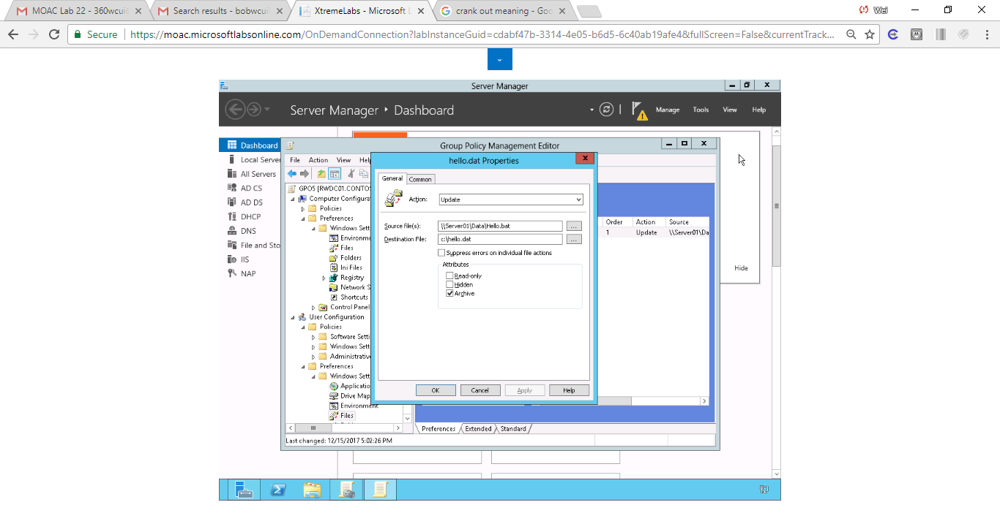 MOAC Lab 22 - 360wcui
Search results - bobwcui
XtremeLabs - Microsoft L
crank out meaning - Goo
Wei
Secure
https://moac.microsoftlabsonline.com/OnDemandConnection?labInstanceGuid=cdabf47b-3314-4e05-b6d5-6c40ab19afe4&fullScreen=False&currentTrack...
Server Manager
Server Manager
Dashboard
Manage
Tools
View
Help
Dashboard
Local Server
All Servers
AD CS
AD DS
DHCP
DNS
File and Sto
IIS
NAP
Hide
Group Policy Management Editor
File
Action
View
Help
GPO5 [RWDC01.CONTO
Computer Configura
Policies
Preferences
Windows Sett
Environme
Files
Folders
Ini Files
Registry
Network S
Shortcuts
Control Panel
User Configuration
Policies
Software Setti
Windows Sett
Administrativ
Preferences
Windows Sett
Applicatio
Drive Map
Environment
Files
Order
Action
Source
1
Update
\\Server01\Da
Preferences
Extended
Standard
Last changed: 12/15/2017 5:02:26 PM
hello.dat Properties
General
Common
Action:
Update
Source file(s):
\\Server01\Data\Hello.bat
...
Destination File:
c:\hello.dat
...
Suppress errors on individual file actions
Attributes
Read-only
Hidden
Archive
OK
Cancel
Apply
Help